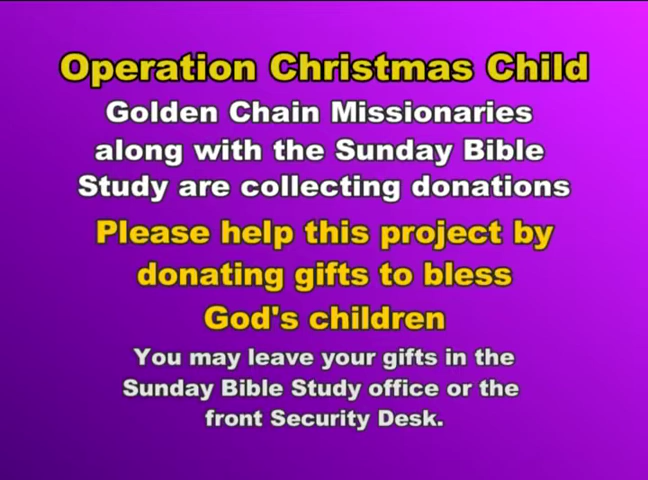 Operation Christmas Child
Golden Chain Missionaries
along with the Sunday Bible
Study are collecting donations
Please help this project by
donating gifts to bless
God's children
You may leave your gifts in the
Sunday Bible Study office or the
front Security Desk.